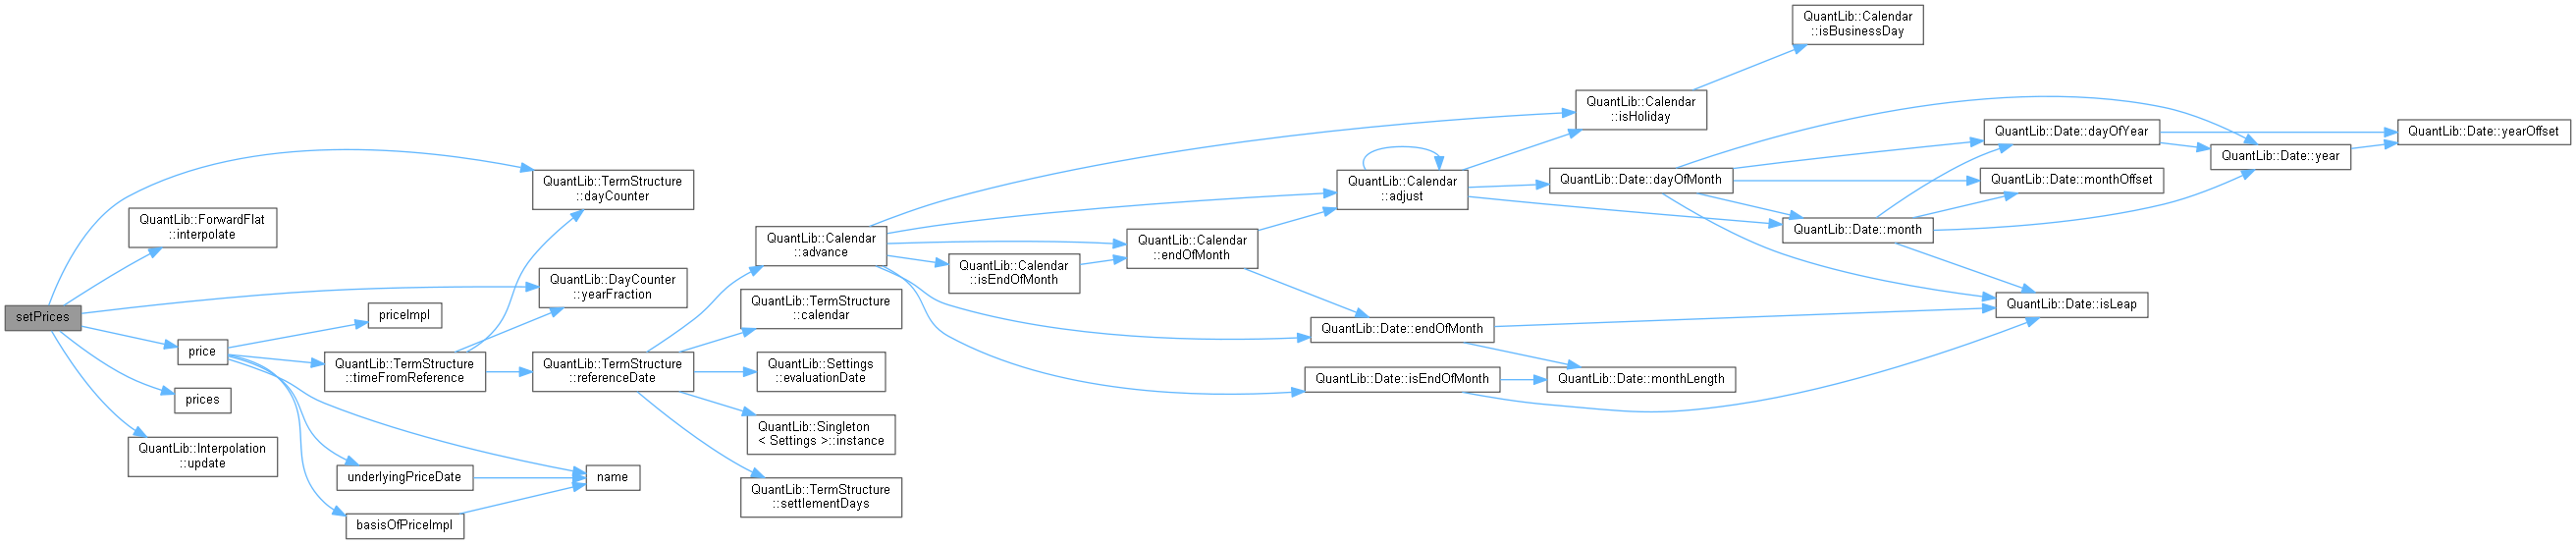 setPrices
QuantLib::ForwardFlat
::interpolate
price
prices
QuantLib::Interpolation
::update
priceImpl
QuantLib::TermStructure
::timeFromReference
underlyingPriceDate
basisOfPriceImpl
QuantLib::TermStructure
::dayCounter
QuantLib::DayCounter
::yearFraction
QuantLib::TermStructure
::referenceDate
name
QuantLib::Calendar
::advance
QuantLib::TermStructure
::calendar
QuantLib::Settings
::evaluationDate
QuantLib::Singleton
< Settings >::instance
QuantLib::TermStructure
::settlementDays
QuantLib::Calendar
::isEndOfMonth
QuantLib::Calendar
::endOfMonth
QuantLib::Calendar
::adjust
QuantLib::Date::endOfMonth
QuantLib::Date::isEndOfMonth
QuantLib::Calendar
::isHoliday
QuantLib::Date::dayOfMonth
QuantLib::Date::monthLength
QuantLib::Calendar
::isBusinessDay
QuantLib::Date::month
QuantLib::Date::dayOfYear
QuantLib::Date::monthOffset
QuantLib::Date::isLeap
QuantLib::Date::year
QuantLib::Date::yearOffset